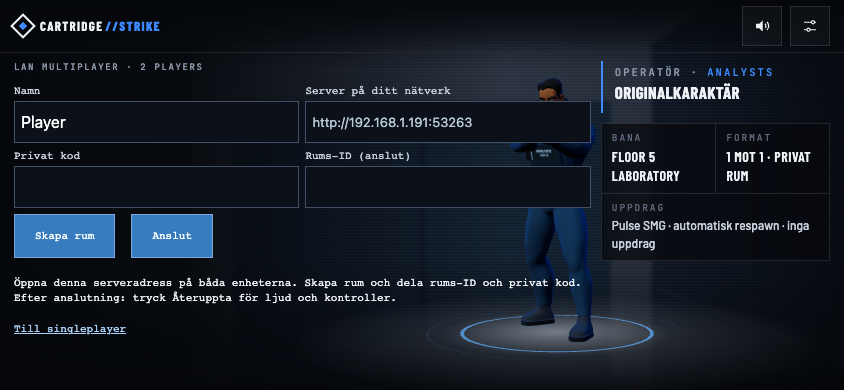 CARTRIDGE//STRIKE
LAN MULTIPLAYER · 2 PLAYERS
Namn
Server på ditt nätverk
Player
http://192.168.1.191:53263
Privat kod
Rums-ID (anslut)
Skapa rum
Anslut
Öppna denna serveradress på båda enheterna. Skapa rum och dela rums-ID och privat kod.
Efter anslutning: tryck Återuppta för ljud och kontroller.
Till singleplayer
OPERATÖR · ANALYSTS
ORIGINALKARAKTÄR
BANA
FLOOR 5
LABORATORY
FORMAT
1 MOT 1 · PRIVAT
RUM
UPPDRAG
Pulse SMG · automatisk respawn · inga
uppdrag